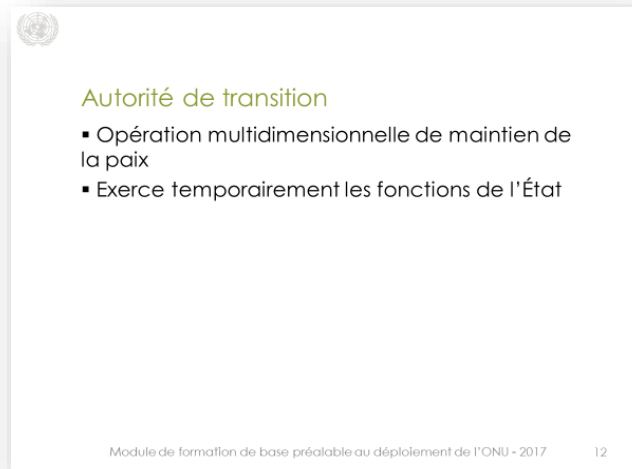 Autorité de transition
▪ Opération multidimensionnelle de maintien de
la paix
▪ Exerce temporairement les fonctions de l’État
Module de formation de base préalable au déploiement de l’ONU - 2017 12